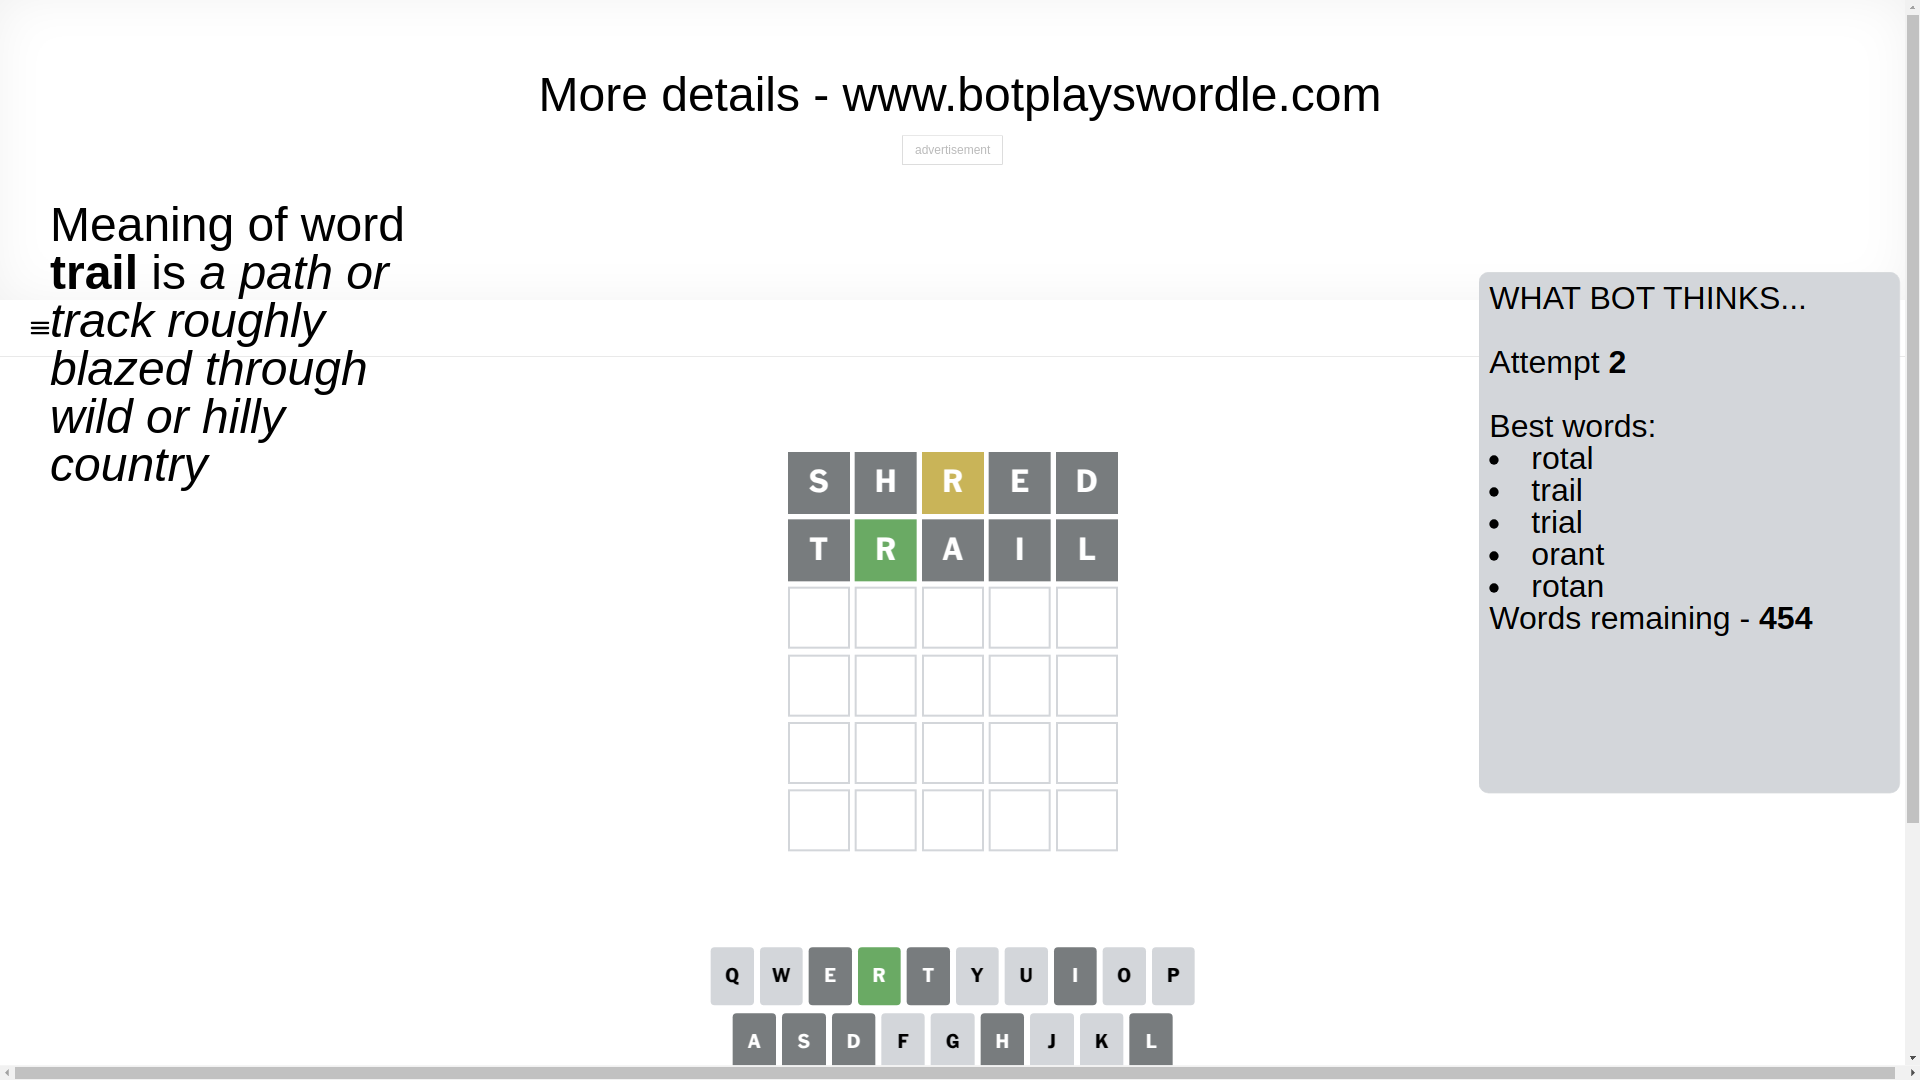 More details - www.botplayswordle.com
advertisement
Meaning of word
trail is a path or
track roughly
blazed through
wild or hilly
country
WHAT BOT THINKS...
Attempt 2
Best words:
rotal
trail
trial
orant
rotan
Words remaining - 454
S H R E D
T R A I L
Q W E R T Y U I O P
A S D F G H J K L